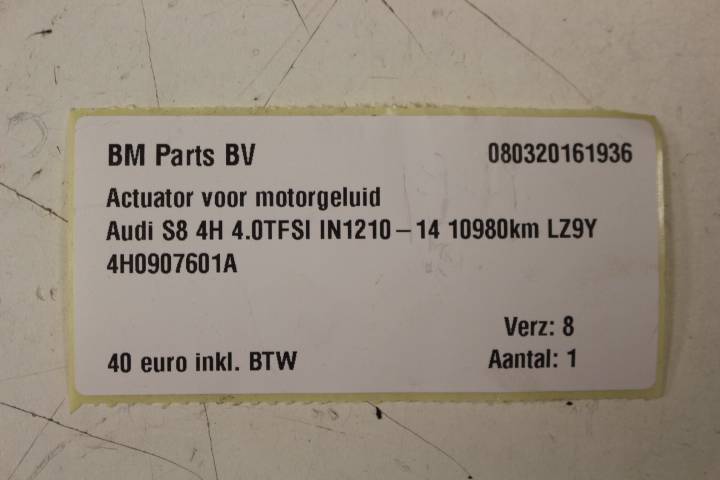 BM Parts BV 080320161936
Actuator voor motorgeluid
Audi S8 4H 4.0TFSI IN1210-14 10980km LZ9Y
4H0907601A
Verz: 8
40 euro inkl. BTW Aantal: 1